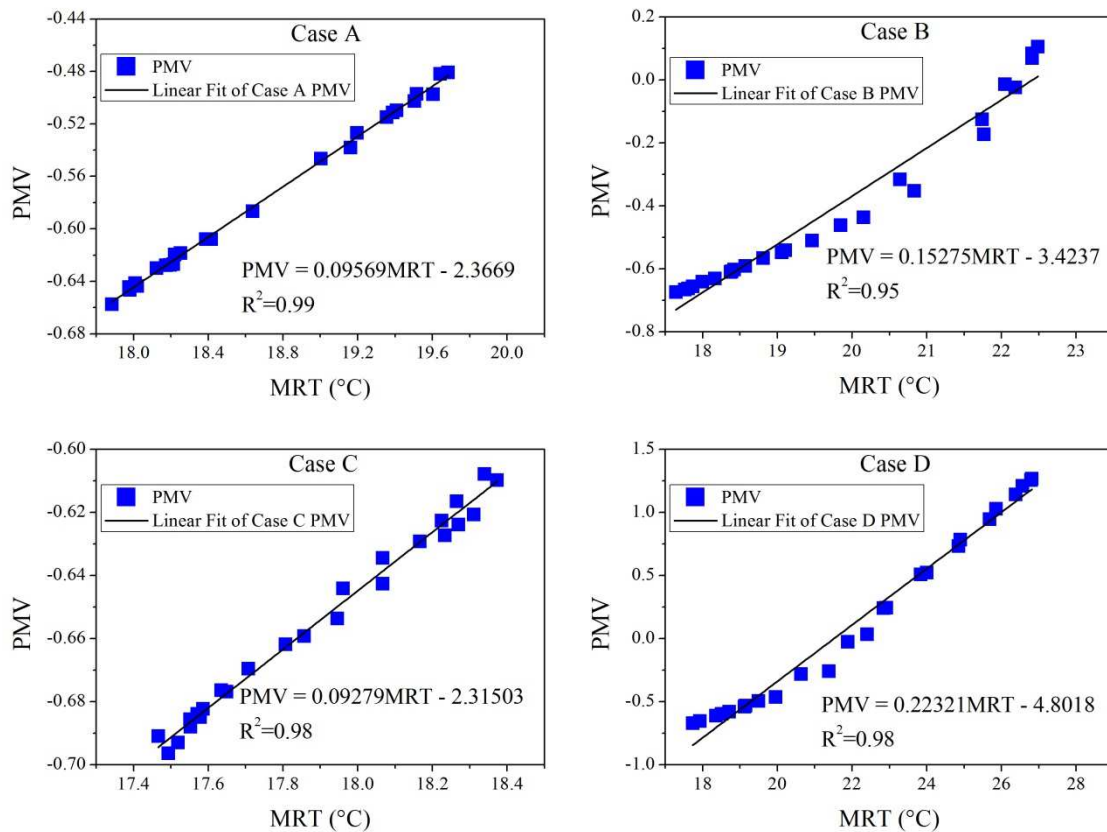 Case A
PMV
Linear Fit of Case A PMV
PMV = 0.09569MRT - 2.3669
R²=0.99
-0.44
-0.48
-0.52
-0.56
-0.60
-0.64
-0.68
PMV
18.0 18.4 18.8 19.2 19.6 20.0
MRT (°C)
Case B
PMV
Linear Fit of Case B PMV
PMV = 0.15275MRT - 3.4237
R²=0.95
0.2
0.0
-0.2
-0.4
-0.6
-0.8
PMV
18 19 20 21 22 23
MRT (°C)
Case C
PMV
Linear Fit of Case C PMV
PMV = 0.09279MRT - 2.31503
R²=0.98
-0.60
-0.62
-0.64
-0.66
-0.68
-0.70
PMV
17.4 17.6 17.8 18.0 18.2 18.4
MRT (°C)
Case D
PMV
Linear Fit of Case D PMV
PMV = 0.22321MRT - 4.8018
R²=0.98
1.5
1.0
0.5
0.0
-0.5
-1.0
PMV
18 20 22 24 26 28
MRT (°C)